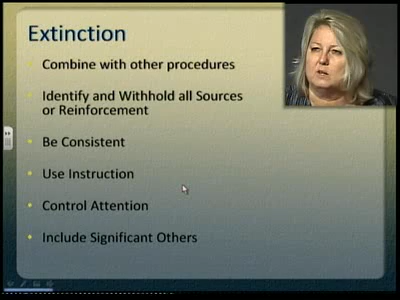 Extinction
Combine with other procedures
Identify and Withhold all Sources
or Reinforcement
Be Consistent
Use Instruction
Control Attention
Include Significant Others